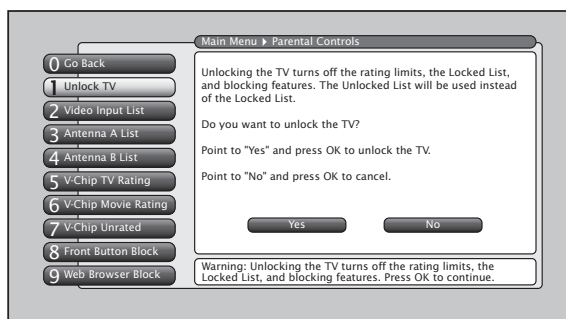 Main Menu ▶ Parental Controls
0 Go Back
1 Unlock TV
2 Video Input List
3 Antenna A List
4 Antenna B List
5 V-Chip TV Rating
6 V-Chip Movie Rating
7 V-Chip Unrated
8 Front Button Block
9 Web Browser Block
Unlocking the TV turns off the rating limits, the Locked List,
and blocking features. The Unlocked List will be used instead
of the Locked List.
Do you want to unlock the TV?
Point to "Yes" and press OK to unlock the TV.
Point to "No" and press OK to cancel.
Yes
No
Warning: Unlocking the TV turns off the rating limits, the
Locked List, and blocking features. Press OK to continue.